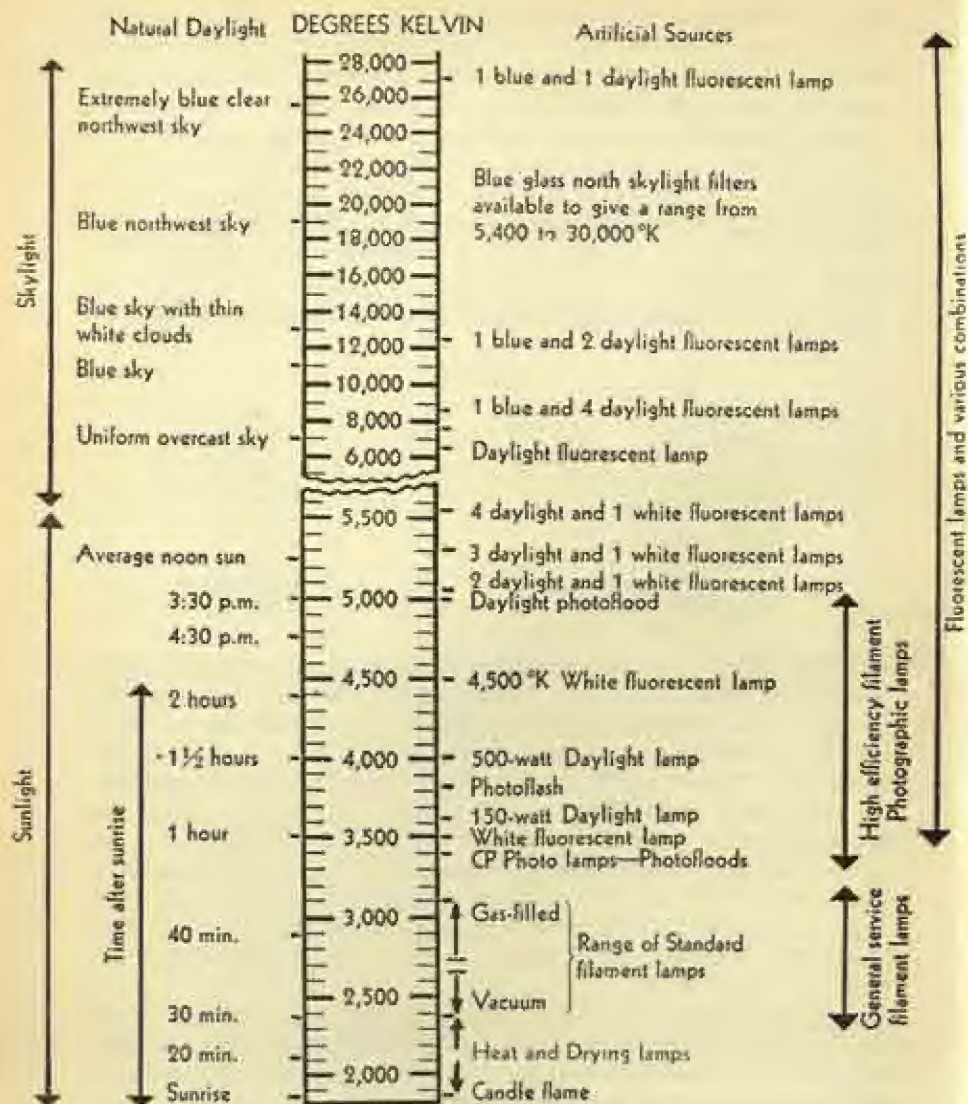 Natural Daylight
DEGREES KELVIN
Artificial Sources
28,000
1 blue and 1 daylight fluorescent lamp
Extremely blue clear
northwest sky
26,000
24,000
22,000
Blue glass north skylight filters
available to give a range from
5,400 to 30,000 °K
20,000
Blue northwest sky
18,000
16,000
Blue sky with thin
white clouds
14,000
12,000
1 blue and 2 daylight fluorescent lamps
Blue sky
10,000
1 blue and 4 daylight fluorescent lamps
8,000
Uniform overcast sky
6,000
Daylight fluorescent lamp
Skylight
5,500
4 daylight and 1 white fluorescent lamps
Average noon sun
3 daylight and 1 white fluorescent lamps
2 daylight and 1 white fluorescent lamps
3:30 p.m.
5,000
Daylight photoflood
4:30 p.m.
4,500
4,500 °K White fluorescent lamp
2 hours
1½ hours
4,000
500-watt Daylight lamp
Photoflash
150-watt Daylight lamp
1 hour
3,500
White fluorescent lamp
CP Photo lamps—Photofloods
3,000
Gas-filled
40 min.
Range of Standard
filament lamps
2,500
Vacuum
30 min.
20 min.
Heat and Drying lamps
2,000
Sunrise
Candle flame
Sunlight
Time after sunrise
High efficiency filament
Photographic lamps
General service
filament lamps
Fluorescent lamps and various combinations